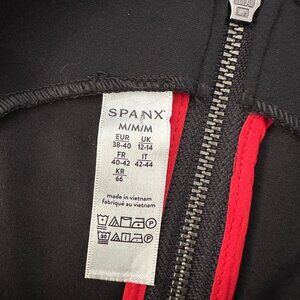 SPANX
M/M/M
EUR UK
38-40 12-14
FR IT
40-42 42-44
KR
66
made in vietnam
fabriqué au vietnam
30